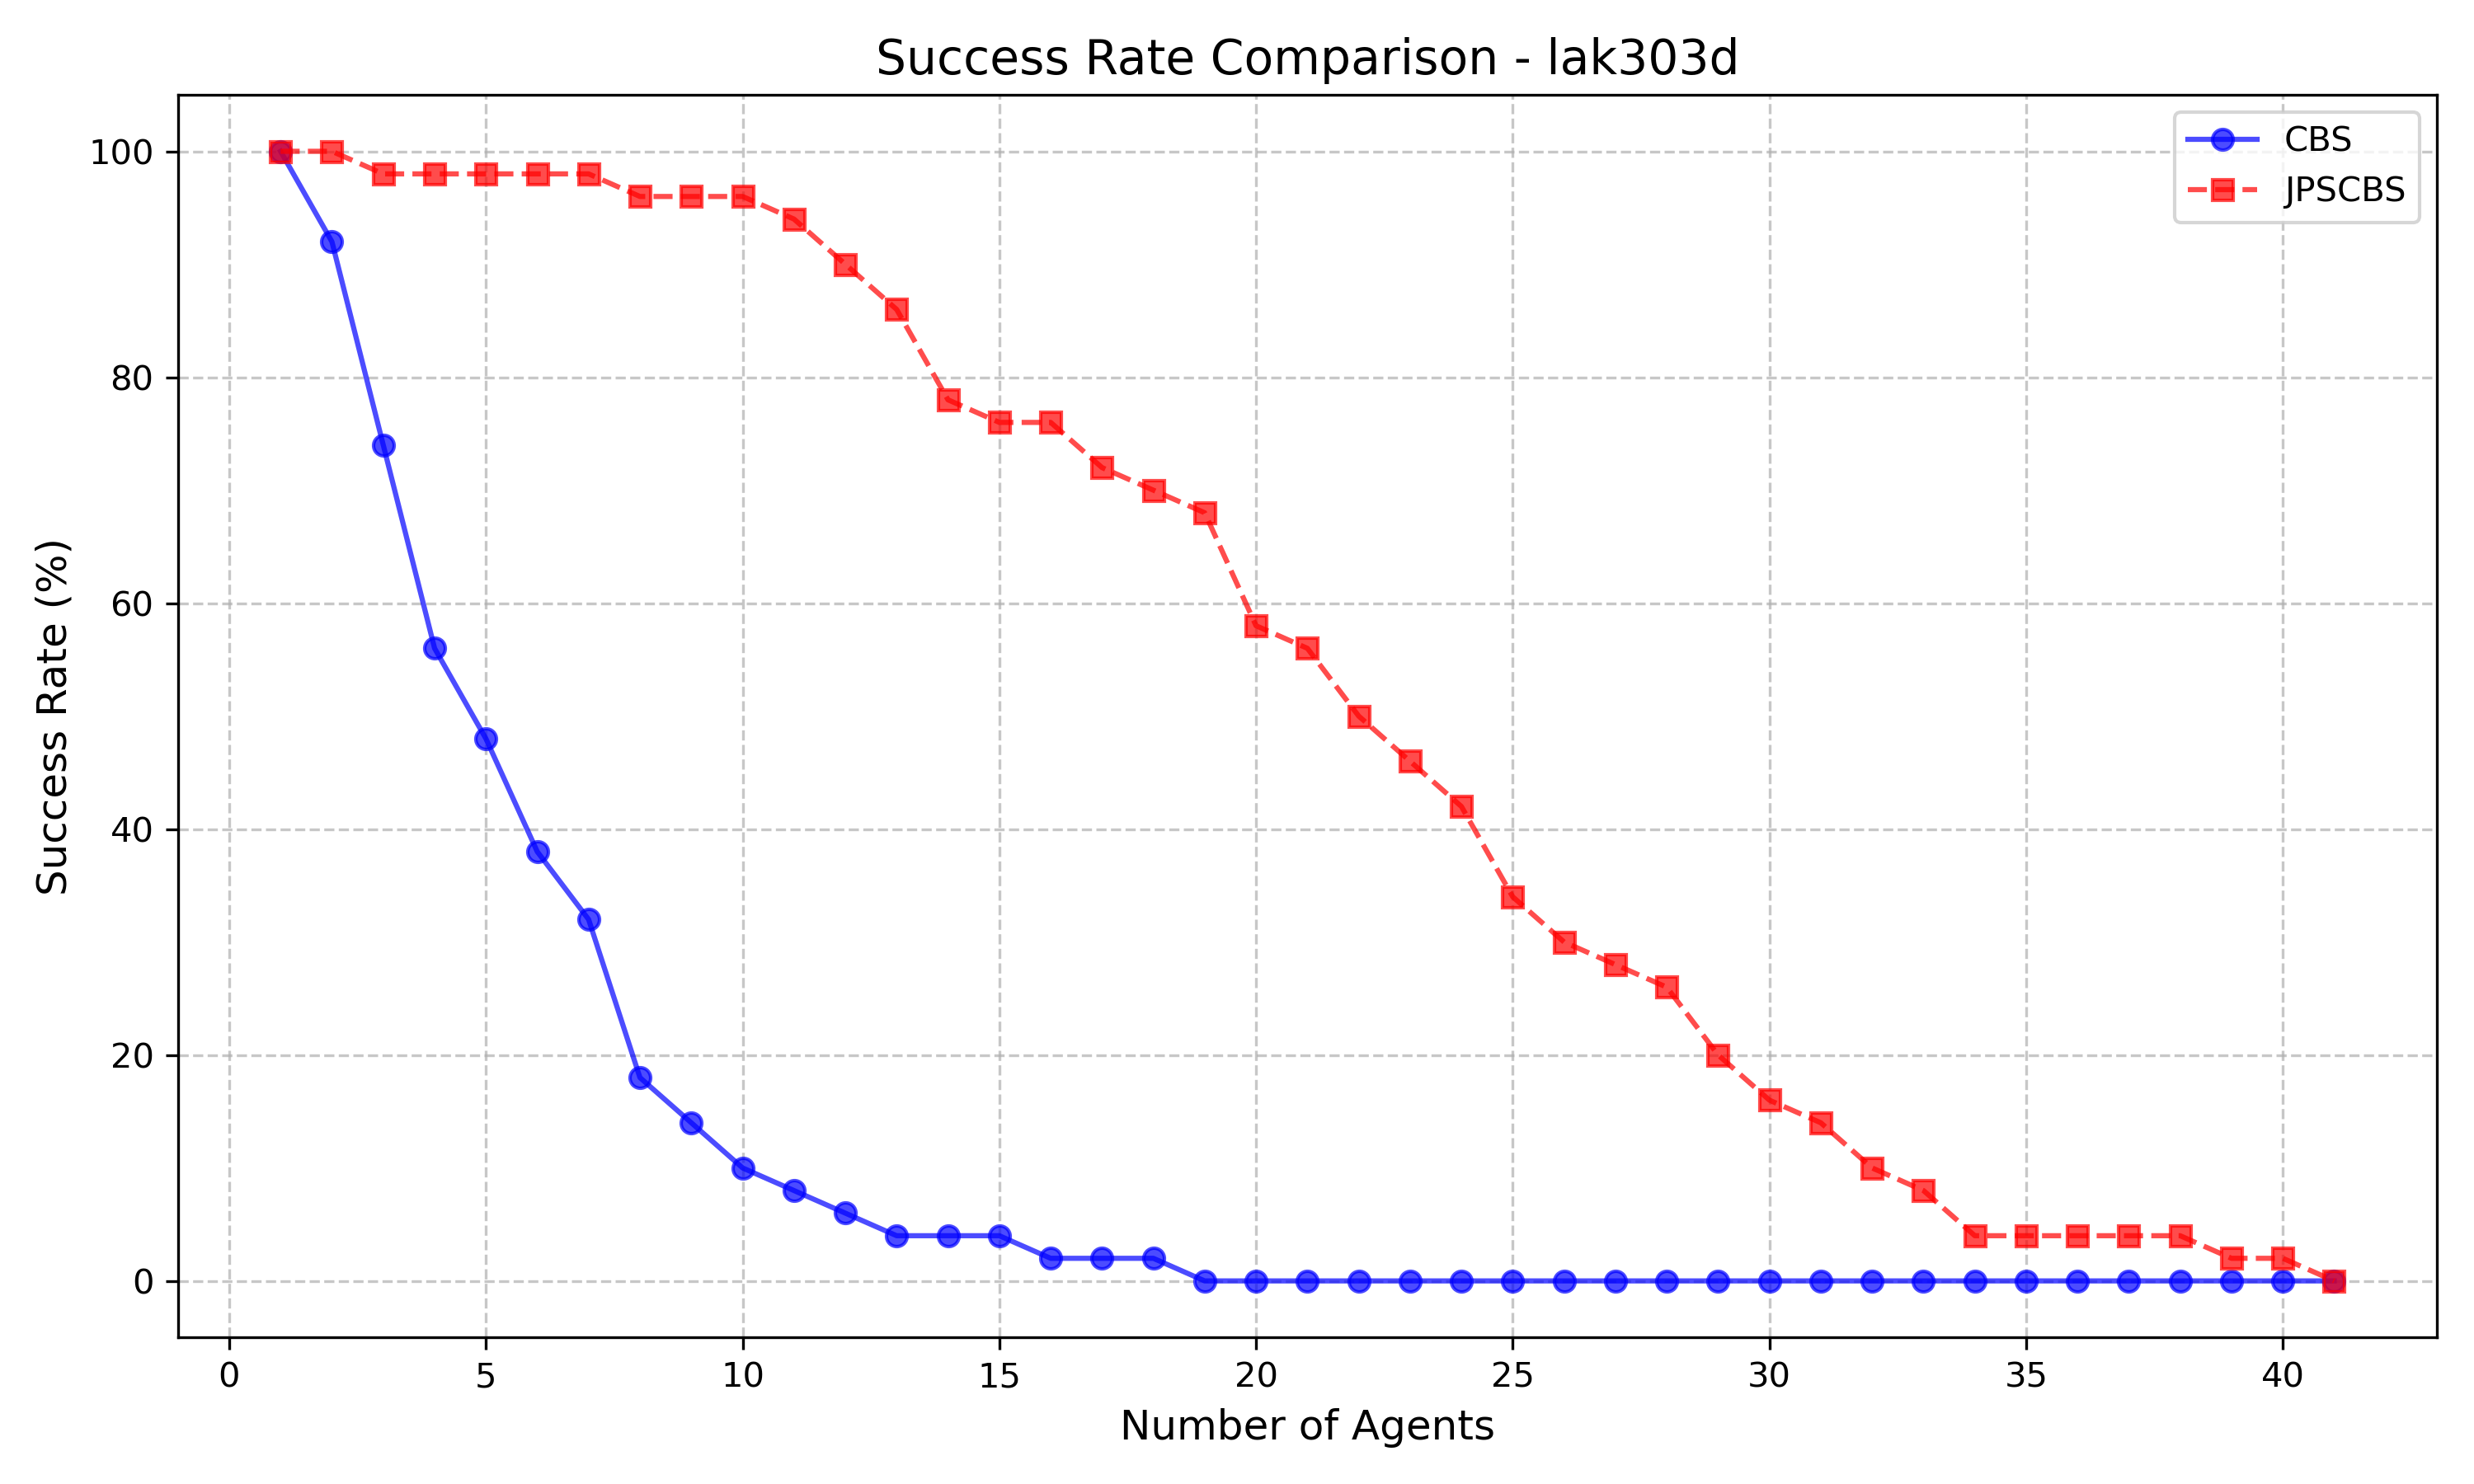 Success Rate Comparison - lak303d
CBS
JPSCBS
Success Rate (%)
100
80
60
40
20
0
0 5 10 15 20 25 30 35 40
Number of Agents